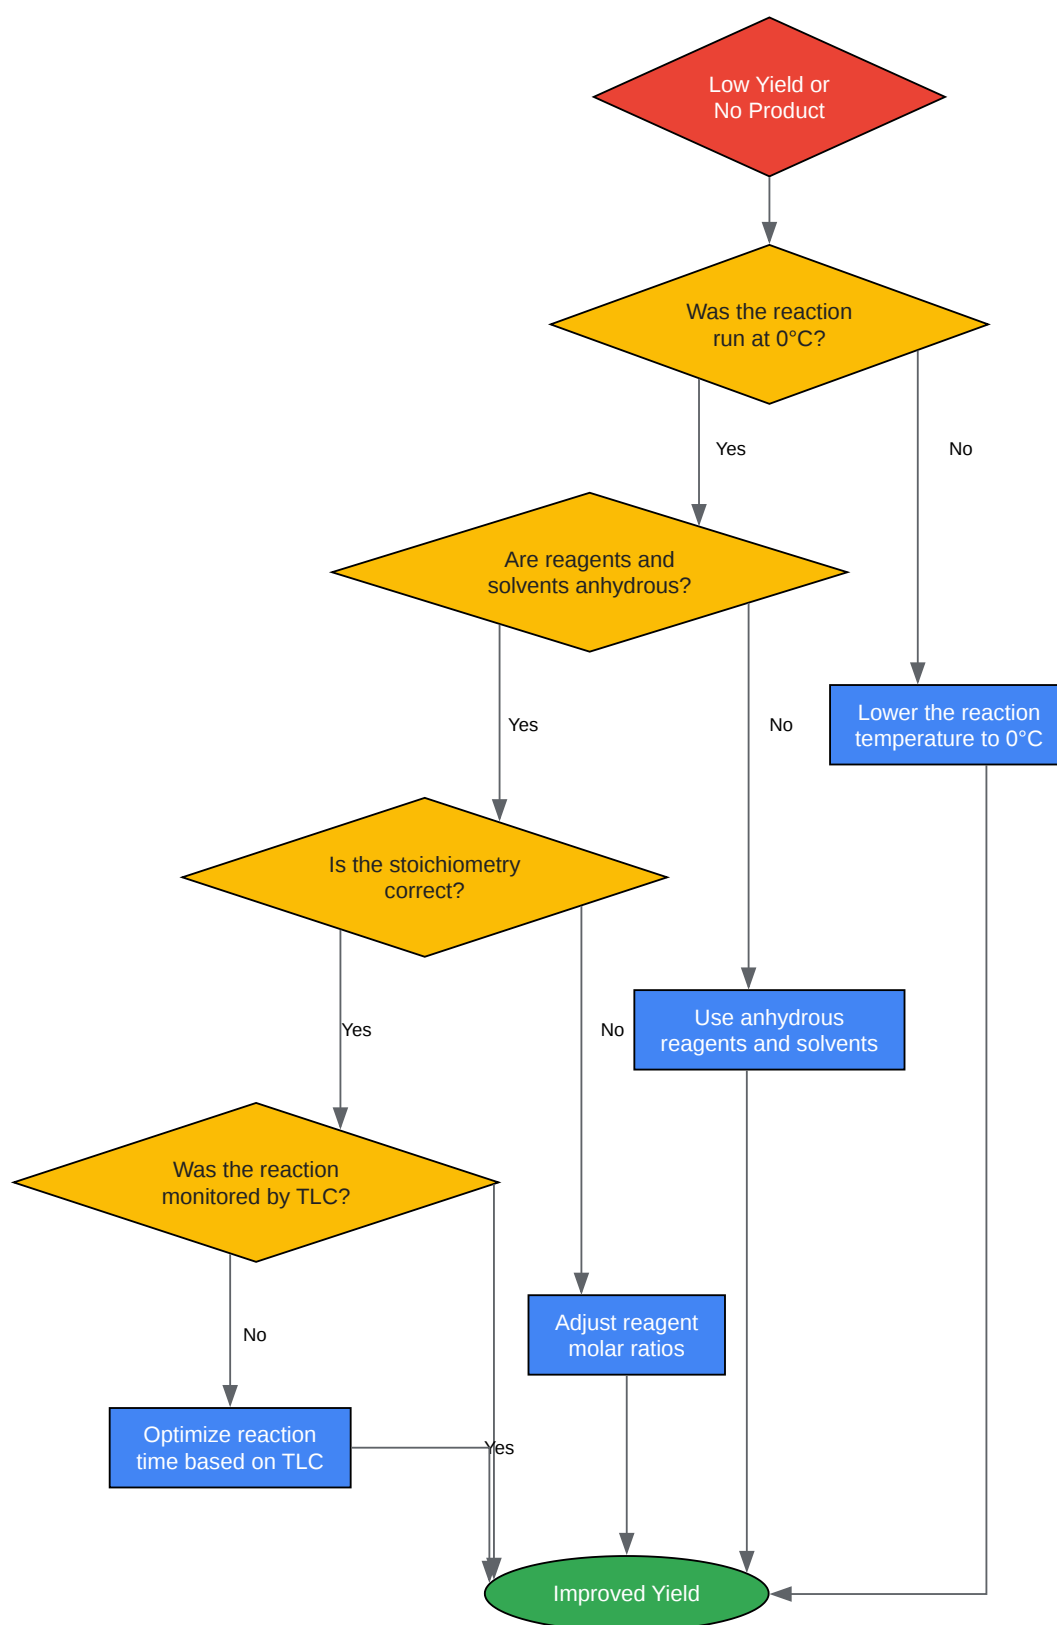 Low Yield or
No Product
Was the reaction
run at 0°C?
Yes
No
Are reagents and
solvents anhydrous?
Yes
No
Lower the reaction
temperature to 0°C
Is the stoichiometry
correct?
Yes
No
Use anhydrous
reagents and solvents
Was the reaction
monitored by TLC?
No
Adjust reagent
molar ratios
Optimize reaction
time based on TLC
Yes
Improved Yield